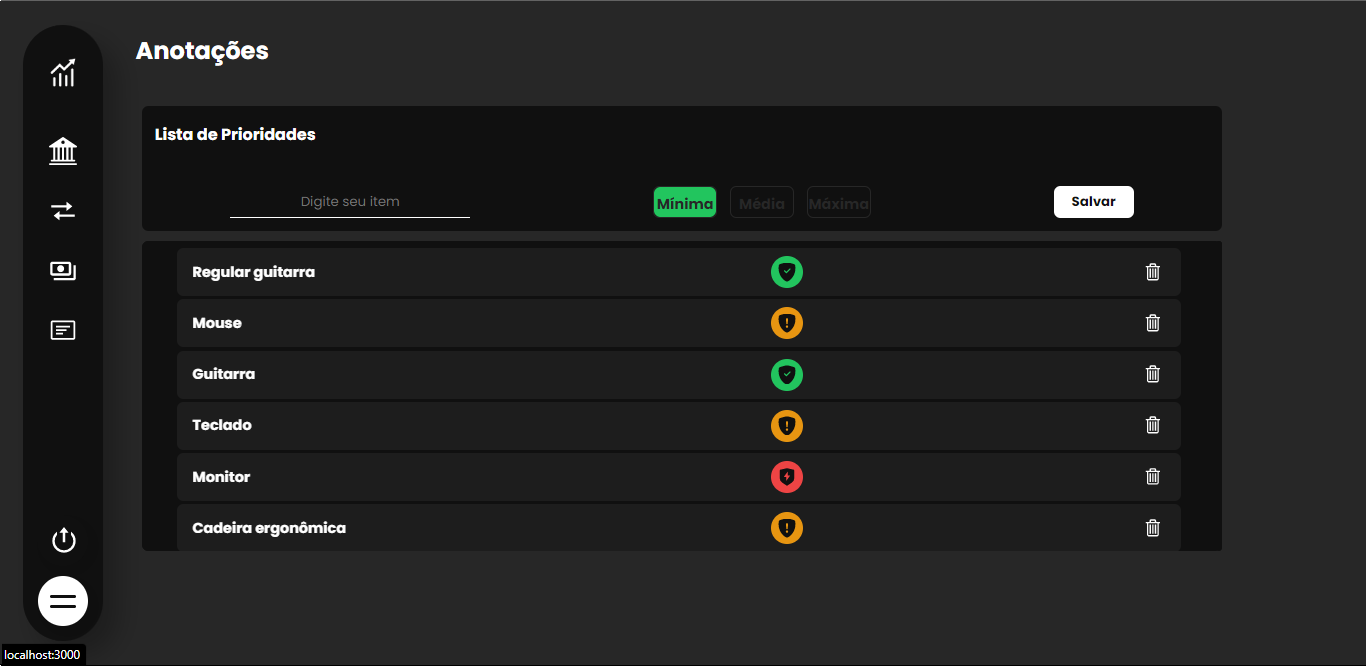 Anotações
Lista de Prioridades
Digite seu item
Mínima Média Máxima
Salvar
Regular guitarra
Mouse
Guitarra
Teclado
Monitor
Cadeira ergonômica
localhost:3000